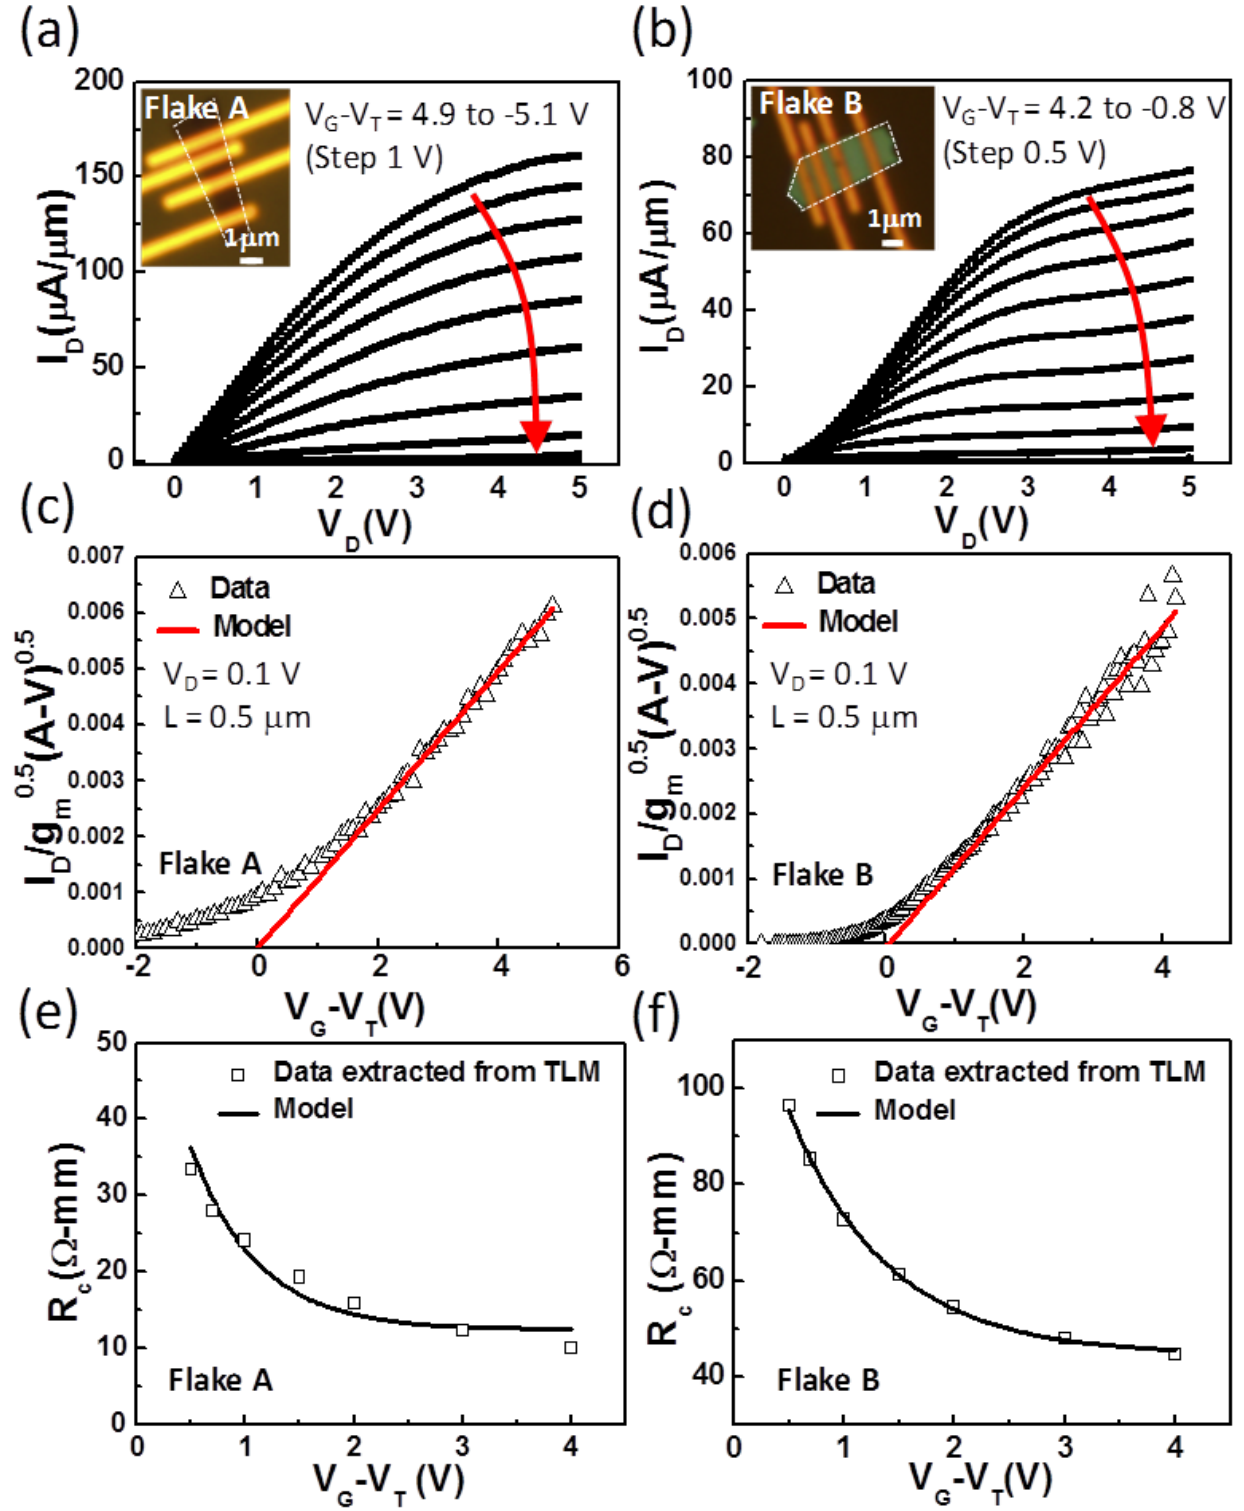 (a)
200
150
100
50
0
I_D(μA/μm)
Flake A
1μm
V_G-V_T = 4.9 to -5.1 V
(Step 1 V)
0 1 2 3 4 5
V_D(V)
(b)
100
80
60
40
20
0
I_D(μA/μm)
Flake B
1μm
V_G-V_T = 4.2 to -0.8 V
(Step 0.5 V)
0 1 2 3 4 5
V_D(V)
(c)
0.007
0.006
0.005
0.004
0.003
0.002
0.001
0.000
I_D/g_m^0.5(A-V)^0.5
Data
Model
V_D = 0.1 V
L = 0.5 μm
Flake A
-2 0 2 4 6
V_G-V_T(V)
(d)
0.006
0.005
0.004
0.003
0.002
0.001
0.000
I_D/g_m^0.5(A-V)^0.5
Data
Model
V_D = 0.1 V
L = 0.5 μm
Flake B
-2 0 2 4
V_G-V_T(V)
(e)
50
40
30
20
10
0
R_c(Ω-mm)
Data extracted from TLM
Model
Flake A
0 1 2 3 4
V_G-V_T (V)
(f)
100
80
60
40
R_c (Ω-mm)
Data extracted from TLM
Model
Flake B
0 1 2 3 4
V_G-V_T(V)